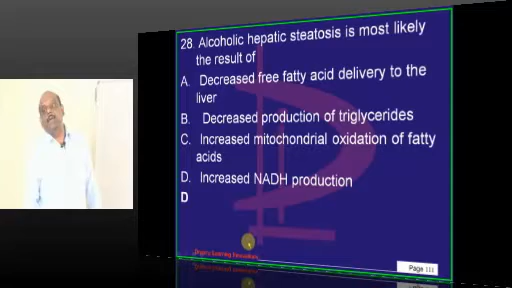 28. Alcoholic hepatic steatosis is most likely
the result of
A. Decreased free fatty acid delivery to the
liver
B. Decreased production of triglycerides
C. Increased mitochondrial oxidation of fatty
acids
D. Increased NADH production
D
Page 111